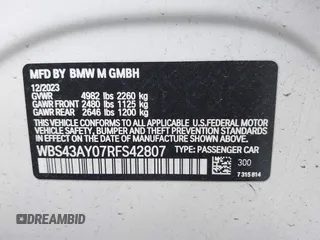 MFD BY BMW M GMBH
12/2023
GVWR 4982 lbs 2260 kg
GAWR FRONT 2480 lbs 1125 kg
GAWR REAR 2646 lbs 1200 kg
THIS VEHICLE CONFORMS TO ALL APPLICABLE
U.S. FEDERAL MOTOR VEHICLE SAFETY, BUMPER,
AND THEFT PREVENTION STANDARDS IN EFFECT
ON THE DATE OF MANUFACTURE SHOWN ABOVE.
WBS43AY07RFS42807 TYPE: PASSENGER CAR
300
7 315 814
DREAMBID